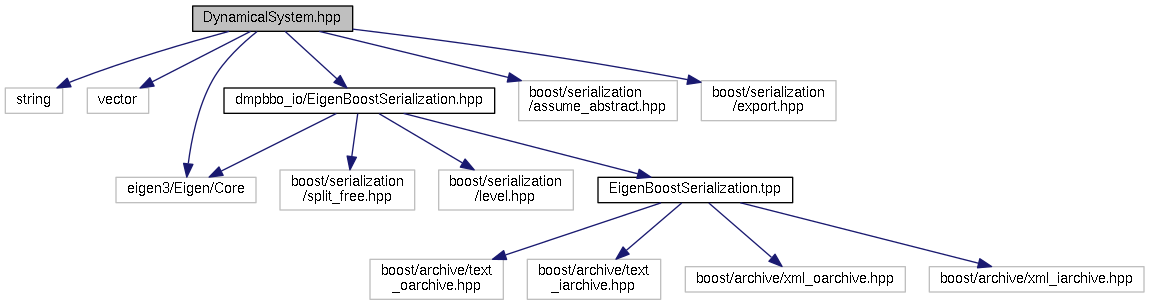 DynamicalSystem.hpp
string
vector
dmpbbo_io/EigenBoostSerialization.hpp
boost/serialization
/assume_abstract.hpp
boost/serialization
/export.hpp
eigen3/Eigen/Core
boost/serialization
/split_free.hpp
boost/serialization
/level.hpp
EigenBoostSerialization.tpp
boost/archive/text
_oarchive.hpp
boost/archive/text
_iarchive.hpp
boost/archive/xml_oarchive.hpp
boost/archive/xml_iarchive.hpp